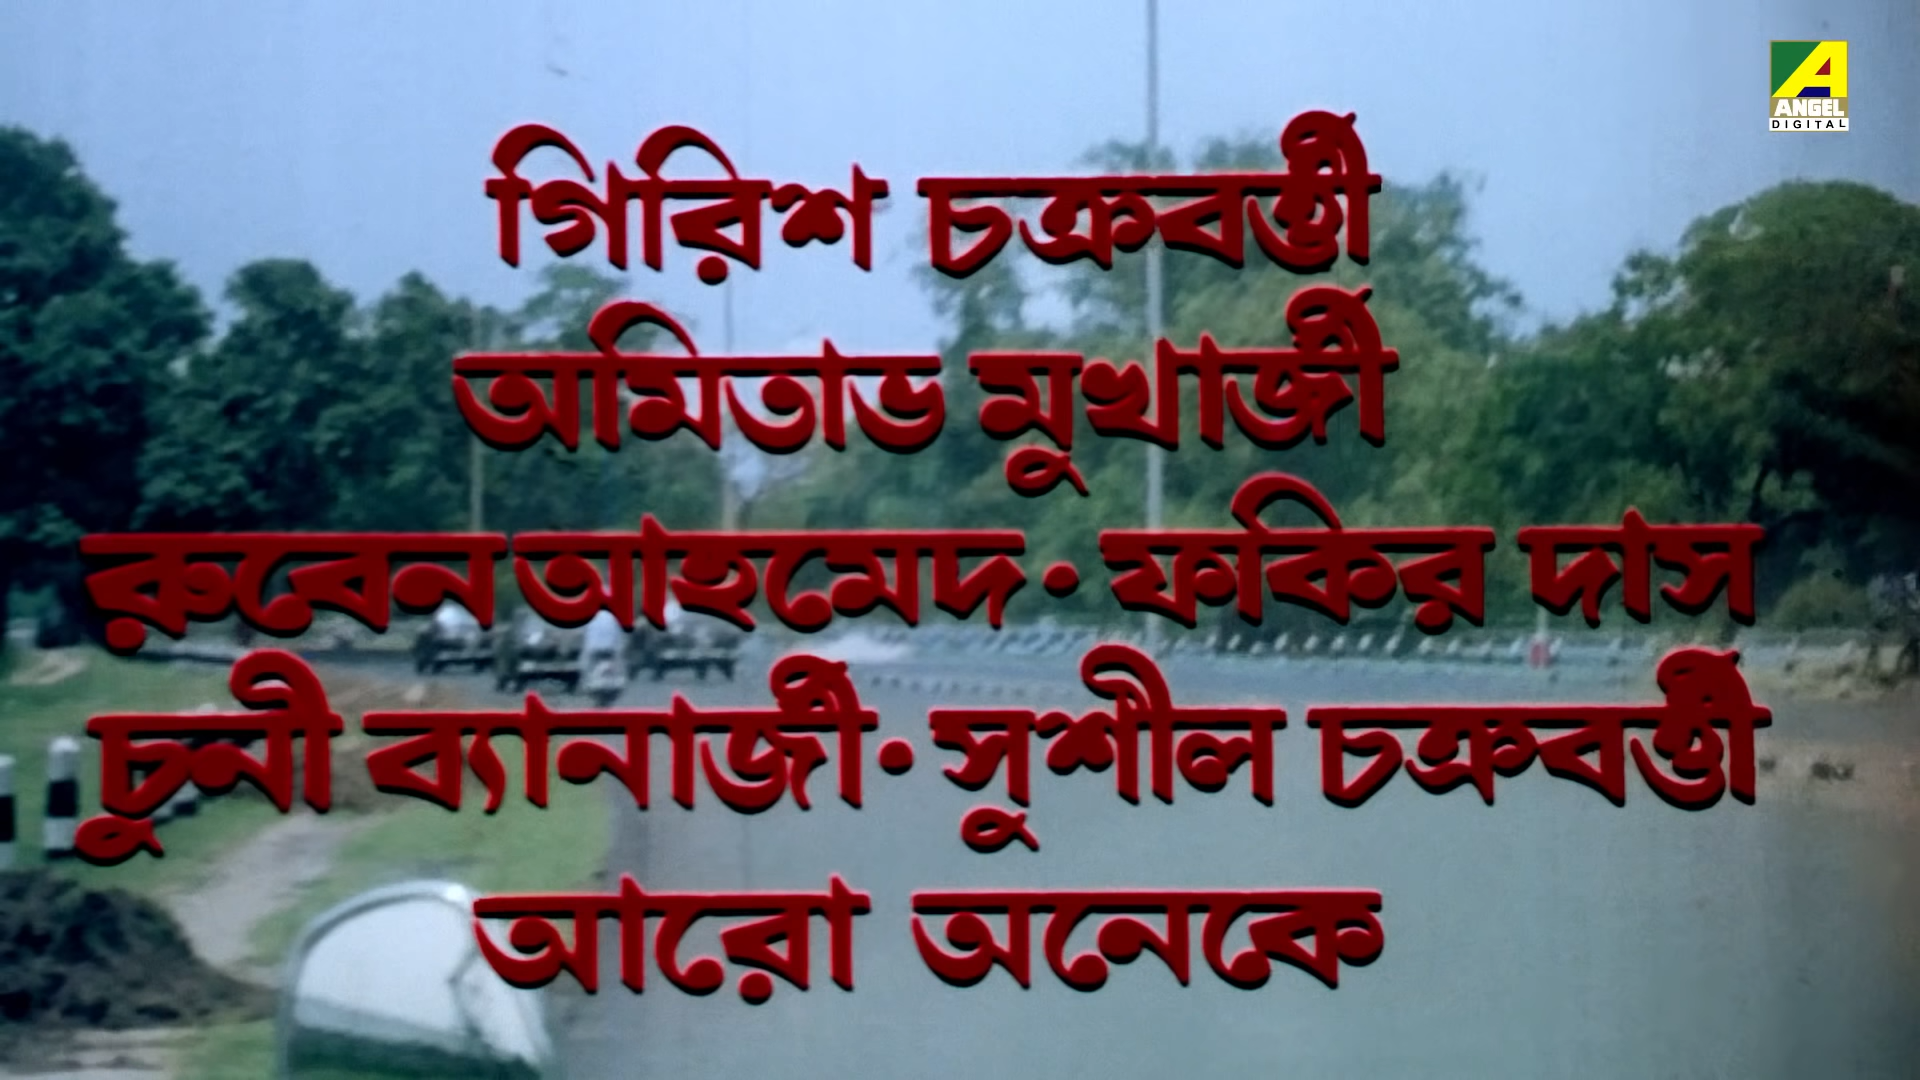 ANGEL
DIGITAL
গিরিশ চক্রবর্ত্তী
অমিতাভ মুখার্জী
রুবেন আহমেদ · ফকির দাস
চুনী ব্যানার্জী · সুশীল চক্রবর্ত্তী
আরো অনেকে